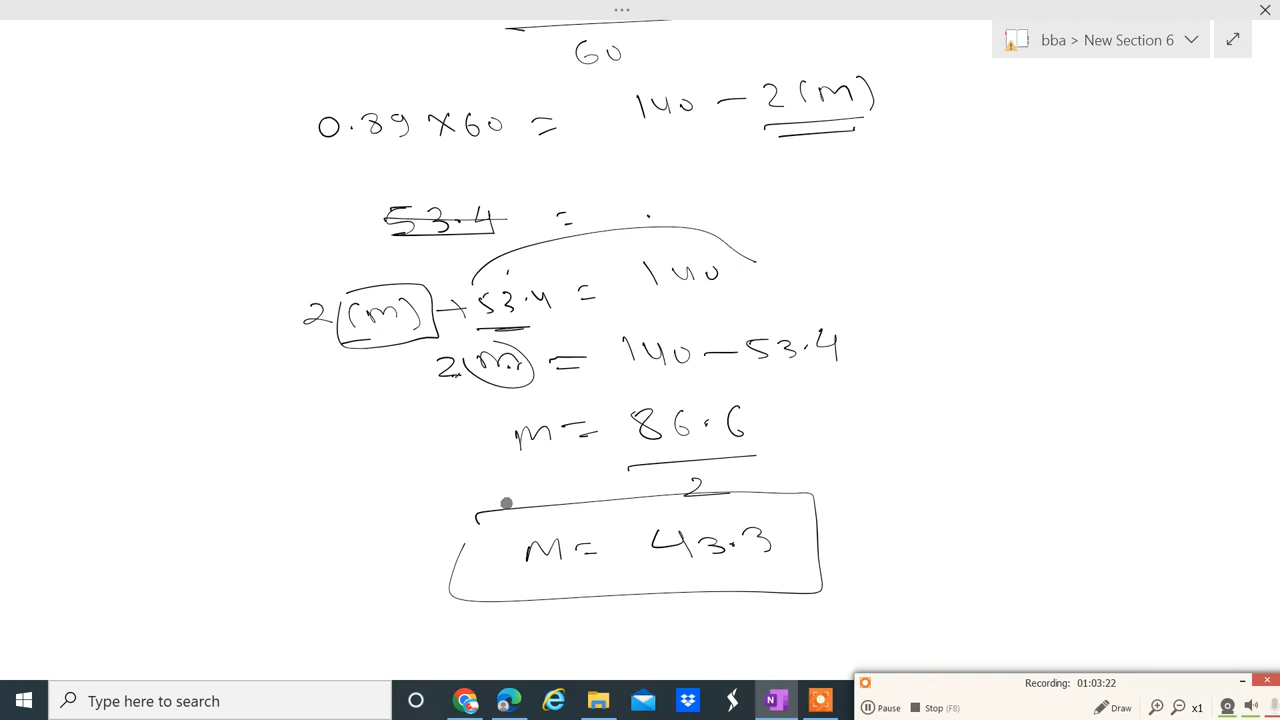 bba > New Section 6
60
0.89 × 60 = 140 - 2(m)
53.4 =
2(m) + 53.4 = 140
2(m) = 140 - 53.4
m = 86.6
2
m = 43.3
Type here to search
Recording: 01:03:22
Pause Stop (F8) Draw x1